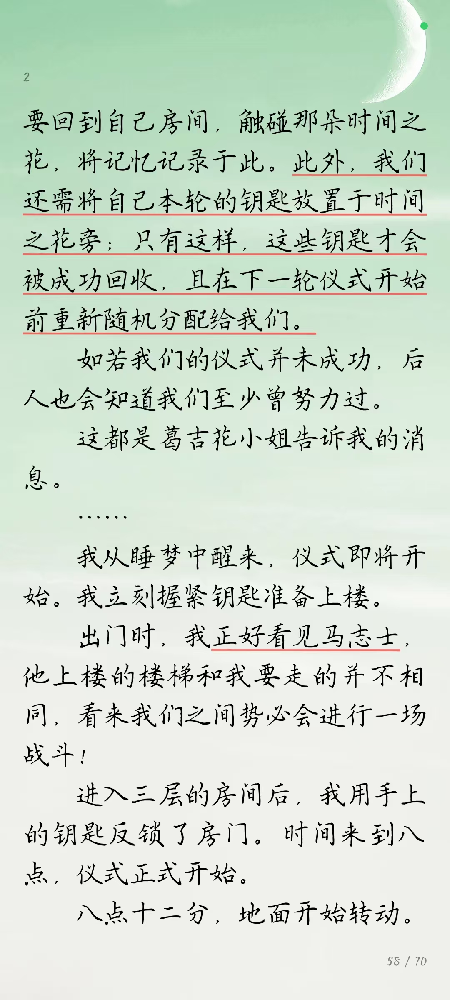 2
要回到自己房间，触碰那朵时间之
花，将记忆记录于此。此外，我们
还需将自己本轮的钥匙放置于时间
之花旁；只有这样，这些钥匙才会
被成功回收，且在下一轮仪式开始
前重新随机分配给我们。
如若我们的仪式并未成功，后
人也会知道我们至少曾努力过。
这都是葛吉花小姐告诉我的消
息。
……
我从睡梦中醒来，仪式即将开
始。我立刻握紧钥匙准备上楼。
出门时，我正好看见马志士，
他上楼的楼梯和我要走的并不相
同，看来我们之间势必会进行一场
战斗！
进入三层的房间后，我用手上
的钥匙反锁了房门。时间来到八
点，仪式正式开始。
八点十二分，地面开始转动。
58 / 70